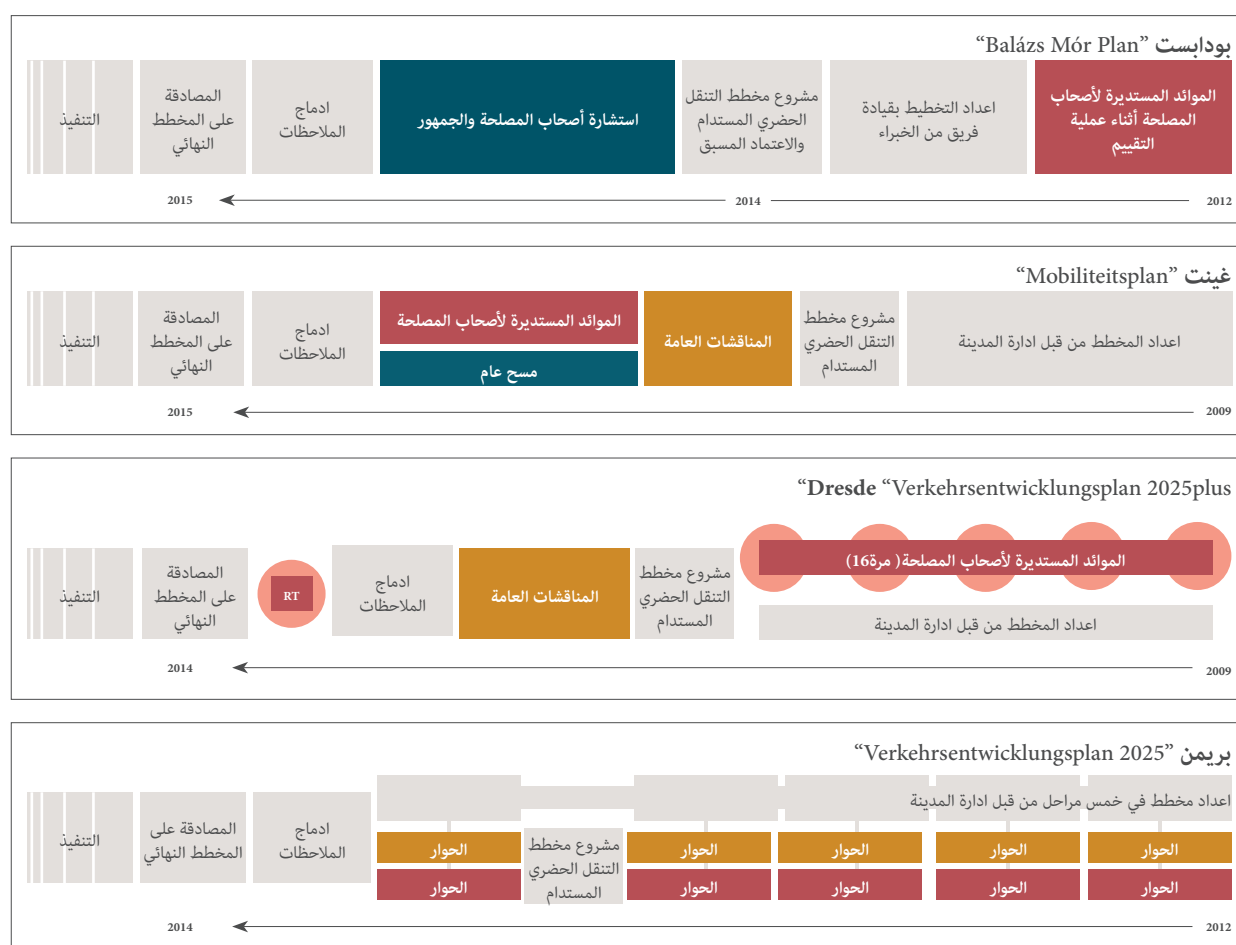 بودابست “Balázs Mór Plan”
الموائد المستديرة لأصحاب
المصلحة أثناء عملية
التقييم
اعداد التخطيط بقيادة
فريق من الخبراء
مشروع مخطط التنقل
الحضري المستدام
والاعتماد المسبق
استشارة أصحاب المصلحة والجمهور
ادماج
الملاحظات
المصادقة
على المخطط
النهائي
التنفيذ
2012
2014
2015
غينت “Mobiliteitsplan”
اعداد المخطط من قبل ادارة المدينة
مشروع مخطط
التنقل الحضري
المستدام
المناقشات العامة
الموائد المستديرة لأصحاب المصلحة
مسح عام
ادماج
الملاحظات
المصادقة
على المخطط
النهائي
التنفيذ
2009
2015
“Dresde “Verkehrsentwicklungsplan 2025plus
الموائد المستديرة لأصحاب المصلحة( مرة16)
اعداد المخطط من قبل ادارة المدينة
مشروع مخطط
التنقل الحضري
المستدام
المناقشات العامة
ادماج
الملاحظات
RT
المصادقة
على المخطط
النهائي
التنفيذ
2009
2014
بريمن “Verkehrsentwicklungsplan 2025”
اعداد مخطط في خمس مراحل من قبل ادارة المدينة
الحوار
الحوار
الحوار
الحوار
الحوار
الحوار
الحوار
الحوار
مشروع مخطط
التنقل الحضري
المستدام
الحوار
الحوار
ادماج
الملاحظات
المصادقة على
المخطط النهائي
التنفيذ
2012
2014